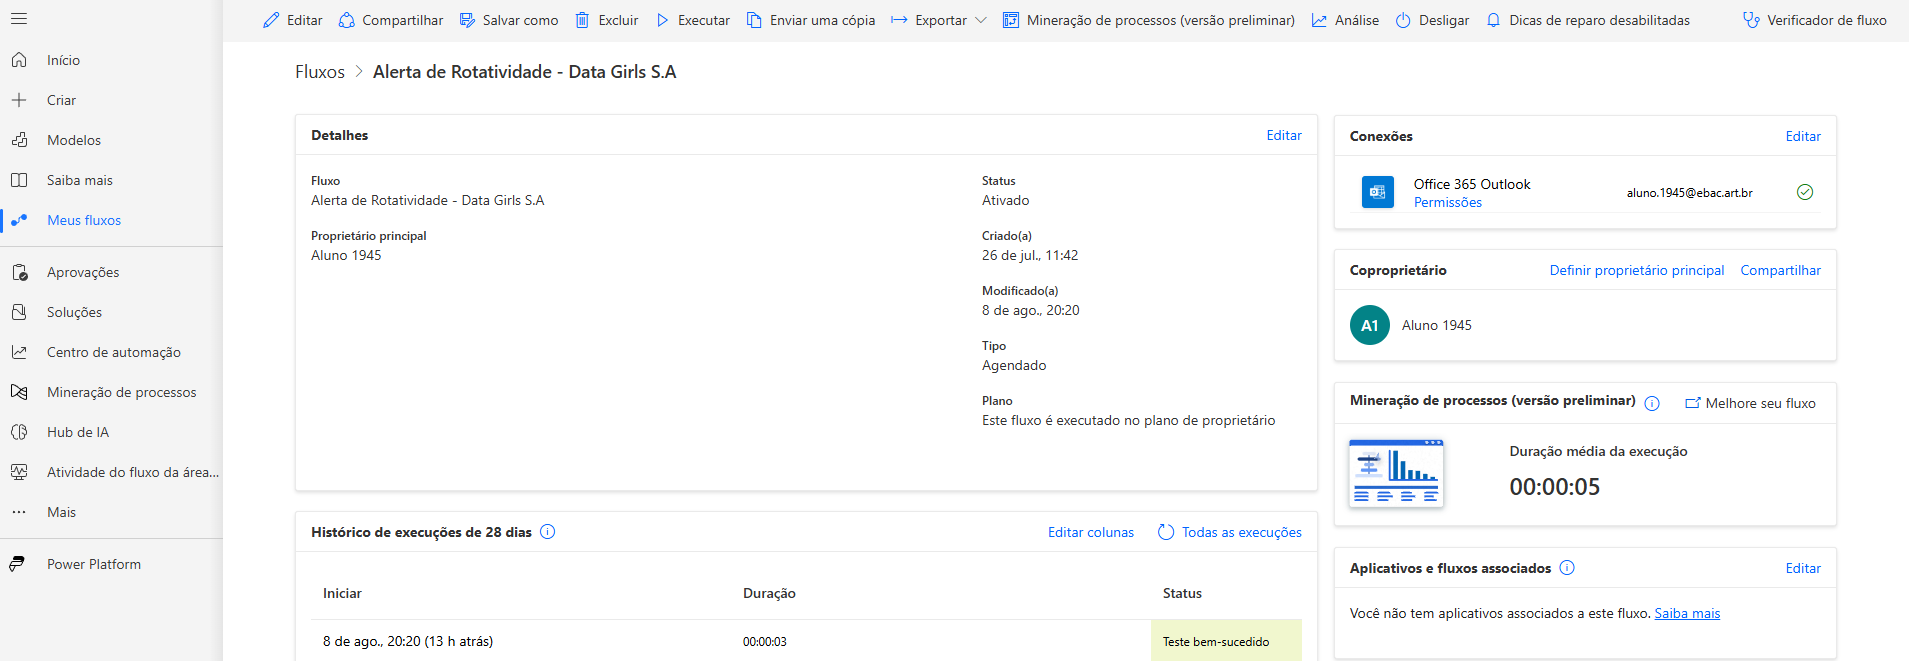 Editar Compartilhar Salvar como Excluir Executar Enviar uma cópia Exportar Mineração de processos (versão preliminar) Análise Desligar Dicas de reparo desabilitadas Verificador de fluxo
Início
Criar
Modelos
Saiba mais
Meus fluxos
Aprovações
Soluções
Centro de automação
Mineração de processos
Hub de IA
Atividade do fluxo da área...
Mais
Power Platform
Fluxos > Alerta de Rotatividade - Data Girls S.A
Detalhes Editar
Fluxo
Alerta de Rotatividade - Data Girls S.A
Proprietário principal
Aluno 1945
Status
Ativado
Criado(a)
26 de jul., 11:42
Modificado(a)
8 de ago., 20:20
Tipo
Agendado
Plano
Este fluxo é executado no plano de proprietário
Histórico de execuções de 28 dias Editar colunas Todas as execuções
Iniciar Duração Status
8 de ago., 20:20 (13 h atrás) 00:00:03 Teste bem-sucedido
Conexões Editar
Office 365 Outlook
Permissões
aluno.1945@ebac.art.br
Coproprietário Definir proprietário principal Compartilhar
A1 Aluno 1945
Mineração de processos (versão preliminar) Melhore seu fluxo
Duração média da execução
00:00:05
Aplicativos e fluxos associados Editar
Você não tem aplicativos associados a este fluxo. Saiba mais